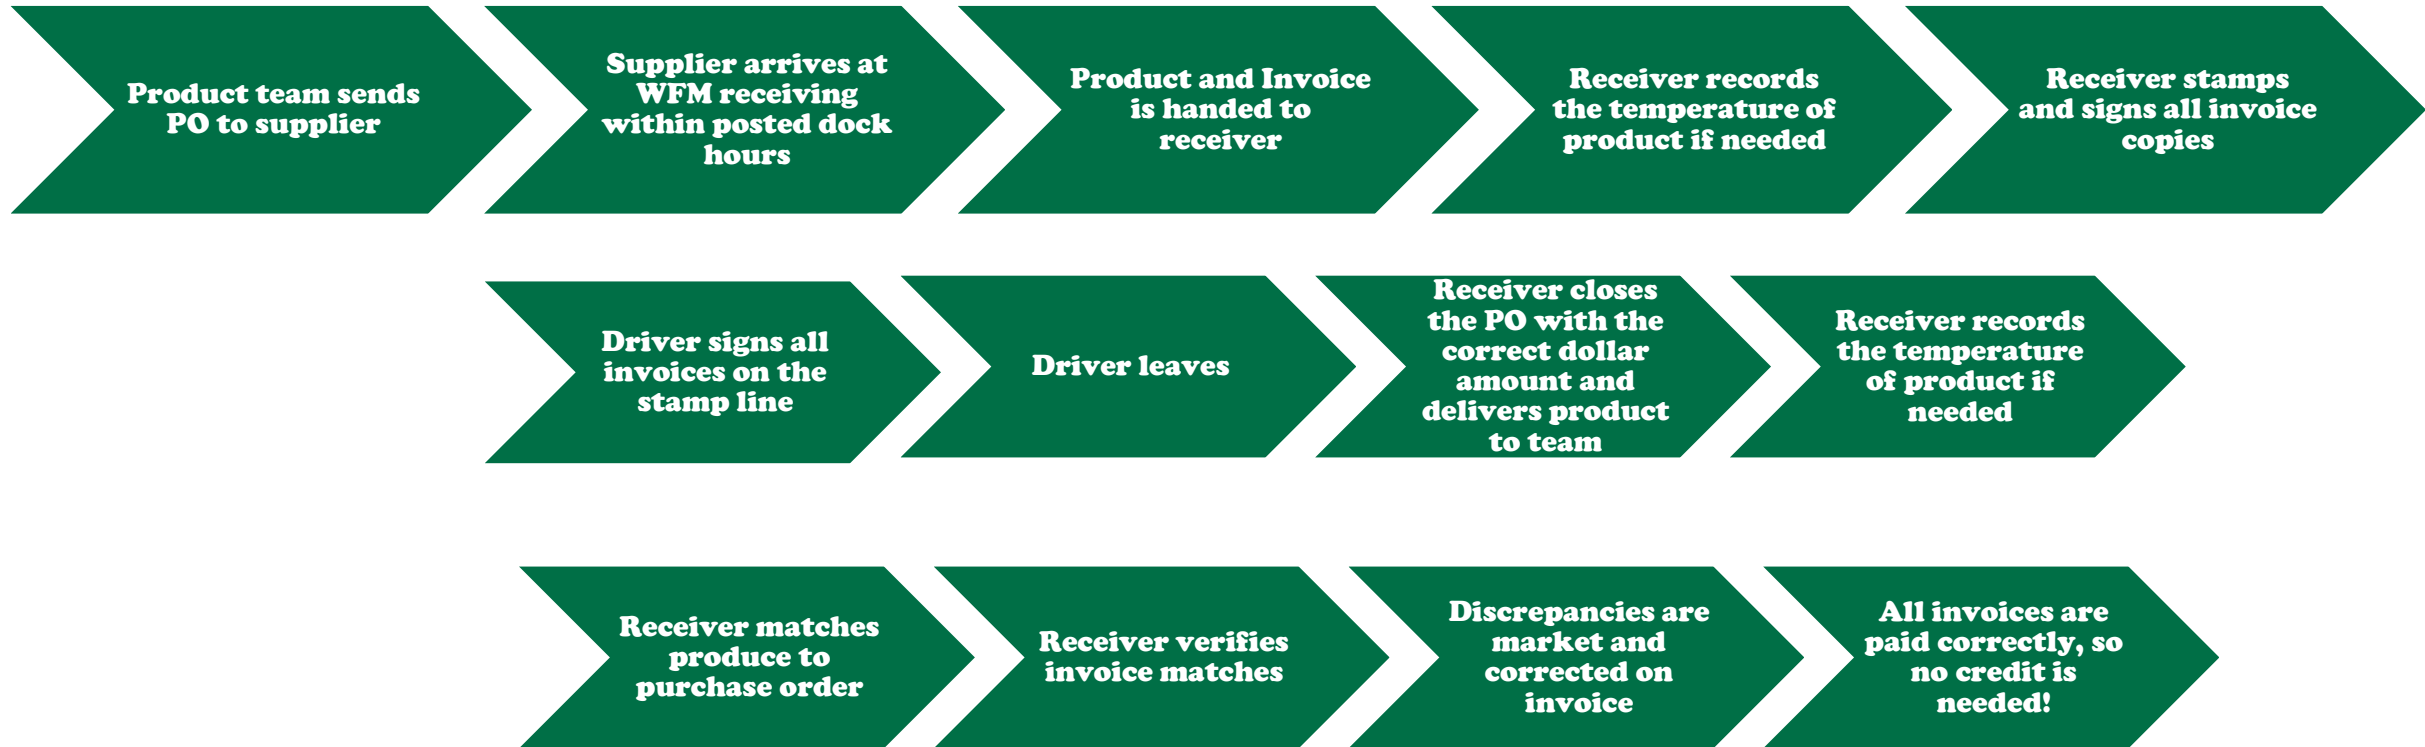 Product team sends
PO to supplier
Supplier arrives at
WFM receiving
within posted dock
hours
Product and Invoice
is handed to
receiver
Receiver records
the temperature of
product if needed
Receiver stamps
and signs all invoice
copies
Driver signs all
invoices on the
stamp line
Driver leaves
Receiver closes
the PO with the
correct dollar
amount and
delivers product
to team
Receiver records
the temperature
of product if
needed
Receiver matches
produce to
purchase order
Receiver verifies
invoice matches
Discrepancies are
market and
corrected on
invoice
All invoices are
paid correctly, so
no credit is
needed!